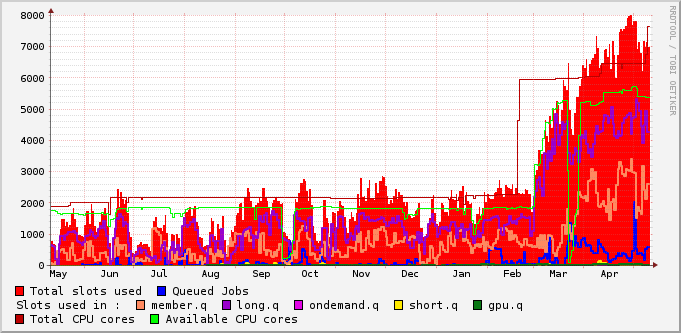 8000
7000
6000
5000
4000
3000
2000
1000
0
May Jun Jul Aug Sep Oct Nov Dec Jan Feb Mar Apr
RRDTOOL / TOBI OETIKER
Total slots used Queued Jobs
Slots used in : member.q long.q ondemand.q short.q gpu.q
Total CPU cores Available CPU cores